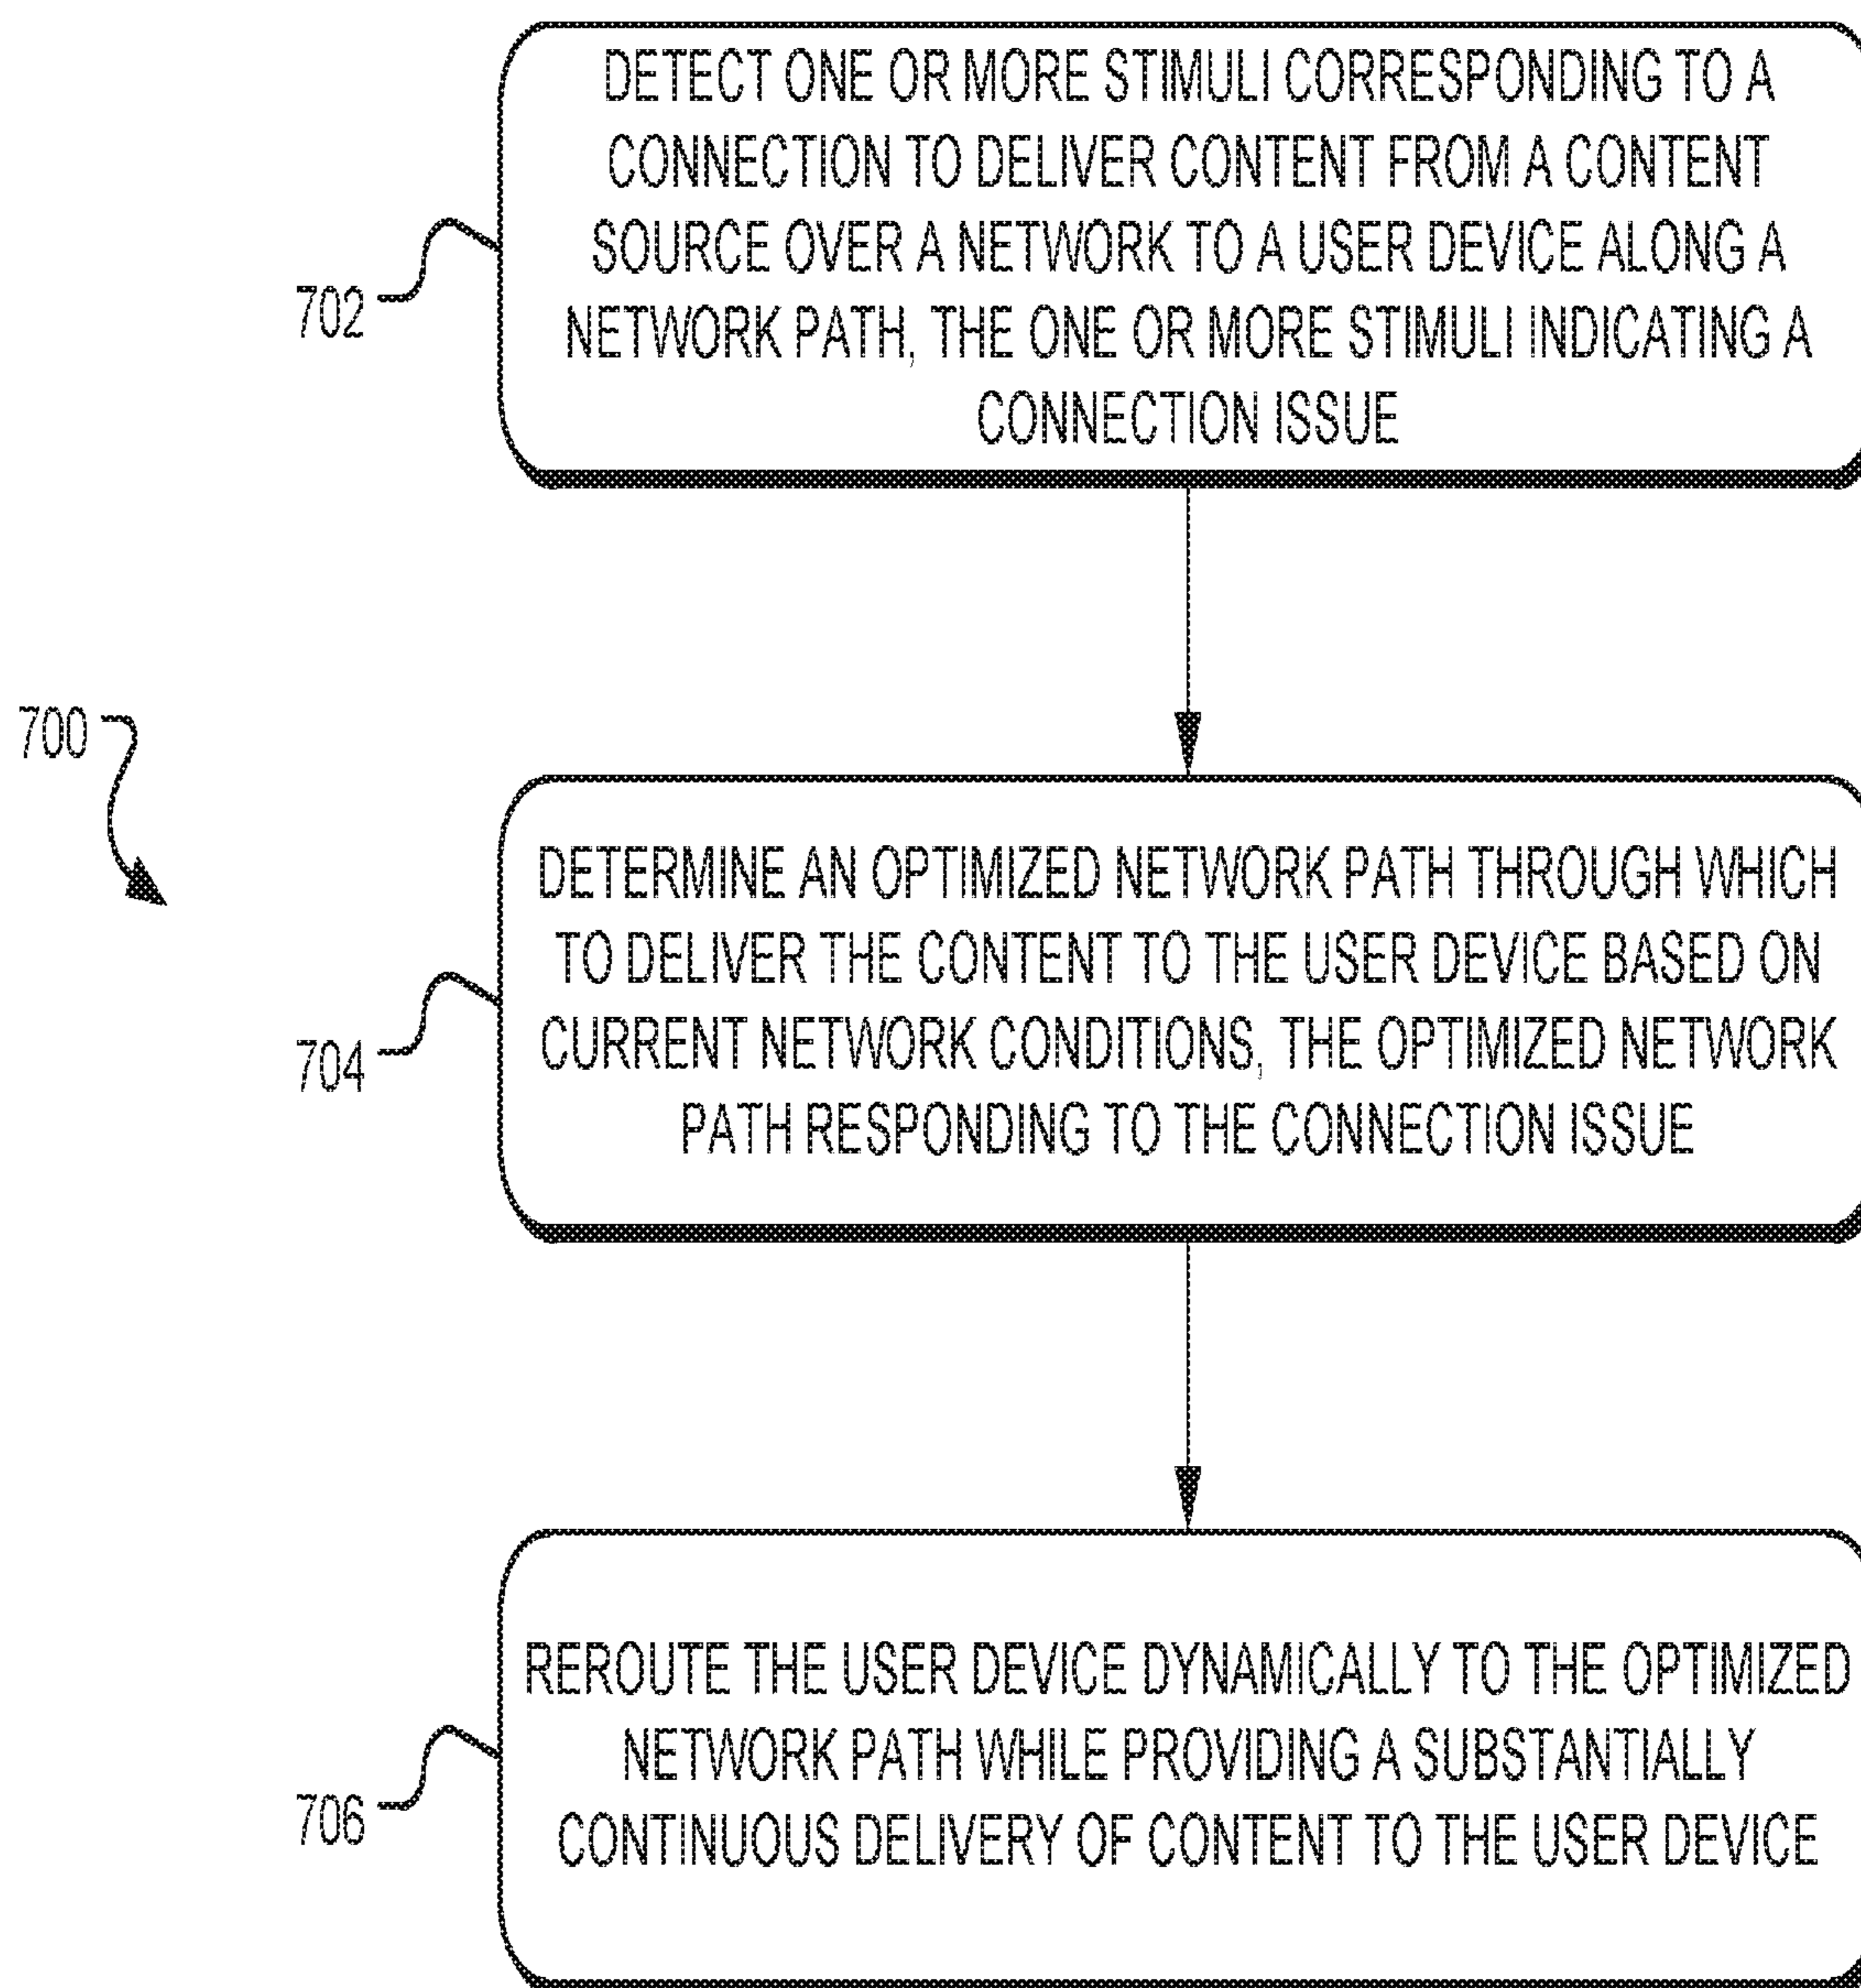 DETECT ONE OR MORE STIMULI CORRESPONDING TO A
CONNECTION TO DELIVER CONTENT FROM A CONTENT
SOURCE OVER A NETWORK TO A USER DEVICE ALONG A
NETWORK PATH, THE ONE OR MORE STIMULI INDICATING A
CONNECTION ISSUE
702
700
DETERMINE AN OPTIMIZED NETWORK PATH THROUGH WHICH
TO DELIVER THE CONTENT TO THE USER DEVICE BASED ON
CURRENT NETWORK CONDITIONS, THE OPTIMIZED NETWORK
PATH RESPONDING TO THE CONNECTION ISSUE
704
REROUTE THE USER DEVICE DYNAMICALLY TO THE OPTIMIZED
NETWORK PATH WHILE PROVIDING A SUBSTANTIALLY
CONTINUOUS DELIVERY OF CONTENT TO THE USER DEVICE
706